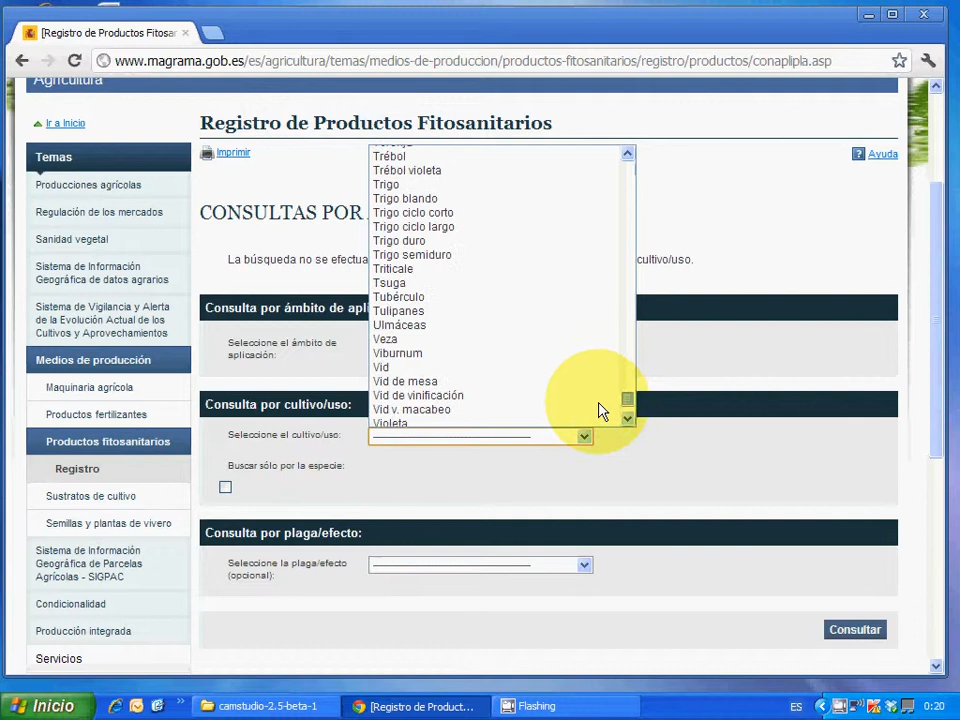 [Registro de Productos Fitosar
www.magrama.gob.es/es/agricultura/temas/medios-de-produccion/productos-fitosanitarios/registro/productos/conaplipla.asp
Agricultura
Ir a Inicio
Temas
Producciones agrícolas
Regulación de los mercados
Sanidad vegetal
Sistema de Información
Geográfica de datos agrarios
Sistema de Vigilancia y Alerta
de la Evolución Actual de los
Cultivos y Aprovechamientos
Medios de producción
Maquinaria agrícola
Productos fertilizantes
Productos fitosanitarios
Registro
Sustratos de cultivo
Semillas y plantas de vivero
Sistema de Información
Geográfica de Parcelas
Agrícolas - SIGPAC
Condicionalidad
Producción integrada
Servicios
Registro de Productos Fitosanitarios
Imprimir
Ayuda
CONSULTAS POR
La búsqueda no se efectua
cultivo/uso.
Consulta por ámbito de apl
Seleccione el ámbito de
aplicación:
Trébol
Trébol violeta
Trigo
Trigo blando
Trigo ciclo corto
Trigo ciclo largo
Trigo duro
Trigo semiduro
Triticale
Tsuga
Tubérculo
Tulipanes
Ulmáceas
Veza
Viburnum
Vid
Vid de mesa
Vid de vinificación
Vid v. macabeo
Violeta
Consulta por cultivo/uso:
Seleccione el cultivo/uso:
Buscar sólo por la especie:
Consulta por plaga/efecto:
Seleccione la plaga/efecto
(opcional):
Consultar
Inicio
camstudio-2.5-beta-1
[Registro de Product...
Flashing
ES
0:20